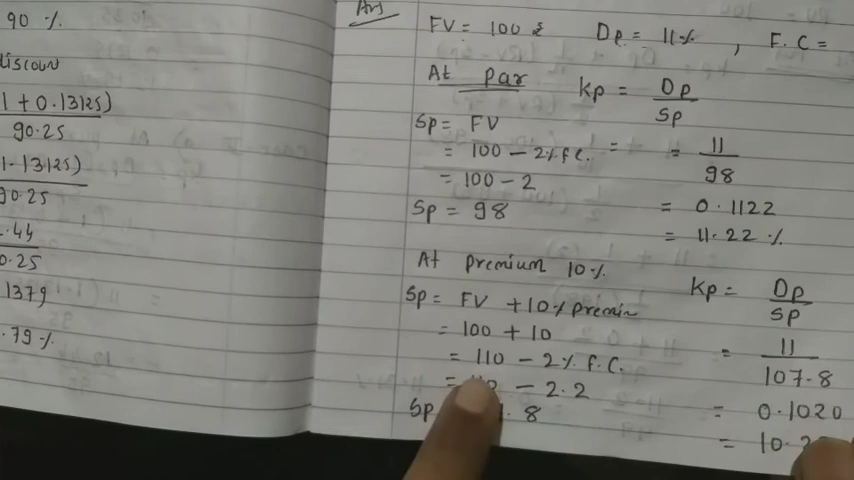 90 %
discoun
1 + 0.13125)
90.25
1 - 13125)
90.25
.44
0.25
1379
.79 %
Ans
FV = 100 ₹ DP = 11% , F.C =
At par Kp = Dp
Sp
Sp = FV
= 100 - 2% f.C. = = 11
98
= 100 - 2
Sp = 98 = 0.1122
= 11.22 %
At premium 10 % Kp = Dp
Sp
Sp = FV + 10 % premium
= 100 + 10
= 110 - 2% f.C. = 11
107.8
= - 2.2
Sp .8 = 0.1020
= 10.2